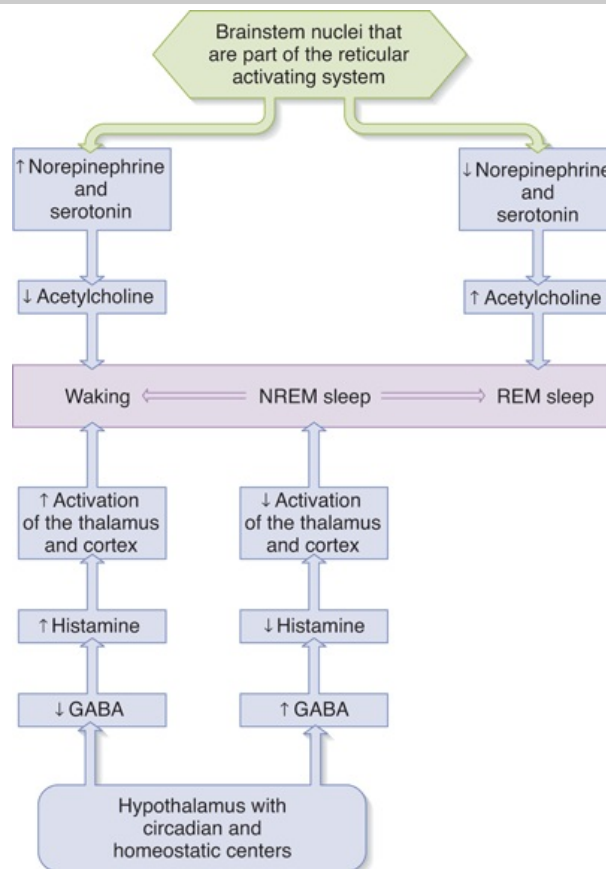 Brainstem nuclei that
are part of the reticular
activating system
↑ Norepinephrine
and
serotonin
↓ Norepinephrine
and
serotonin
↓ Acetylcholine
↑ Acetylcholine
Waking
NREM sleep
REM sleep
↑ Activation
of the thalamus
and cortex
↓ Activation
of the thalamus
and cortex
↑ Histamine
↓ Histamine
↓ GABA
↑ GABA
Hypothalamus with
circadian and
homeostatic centers